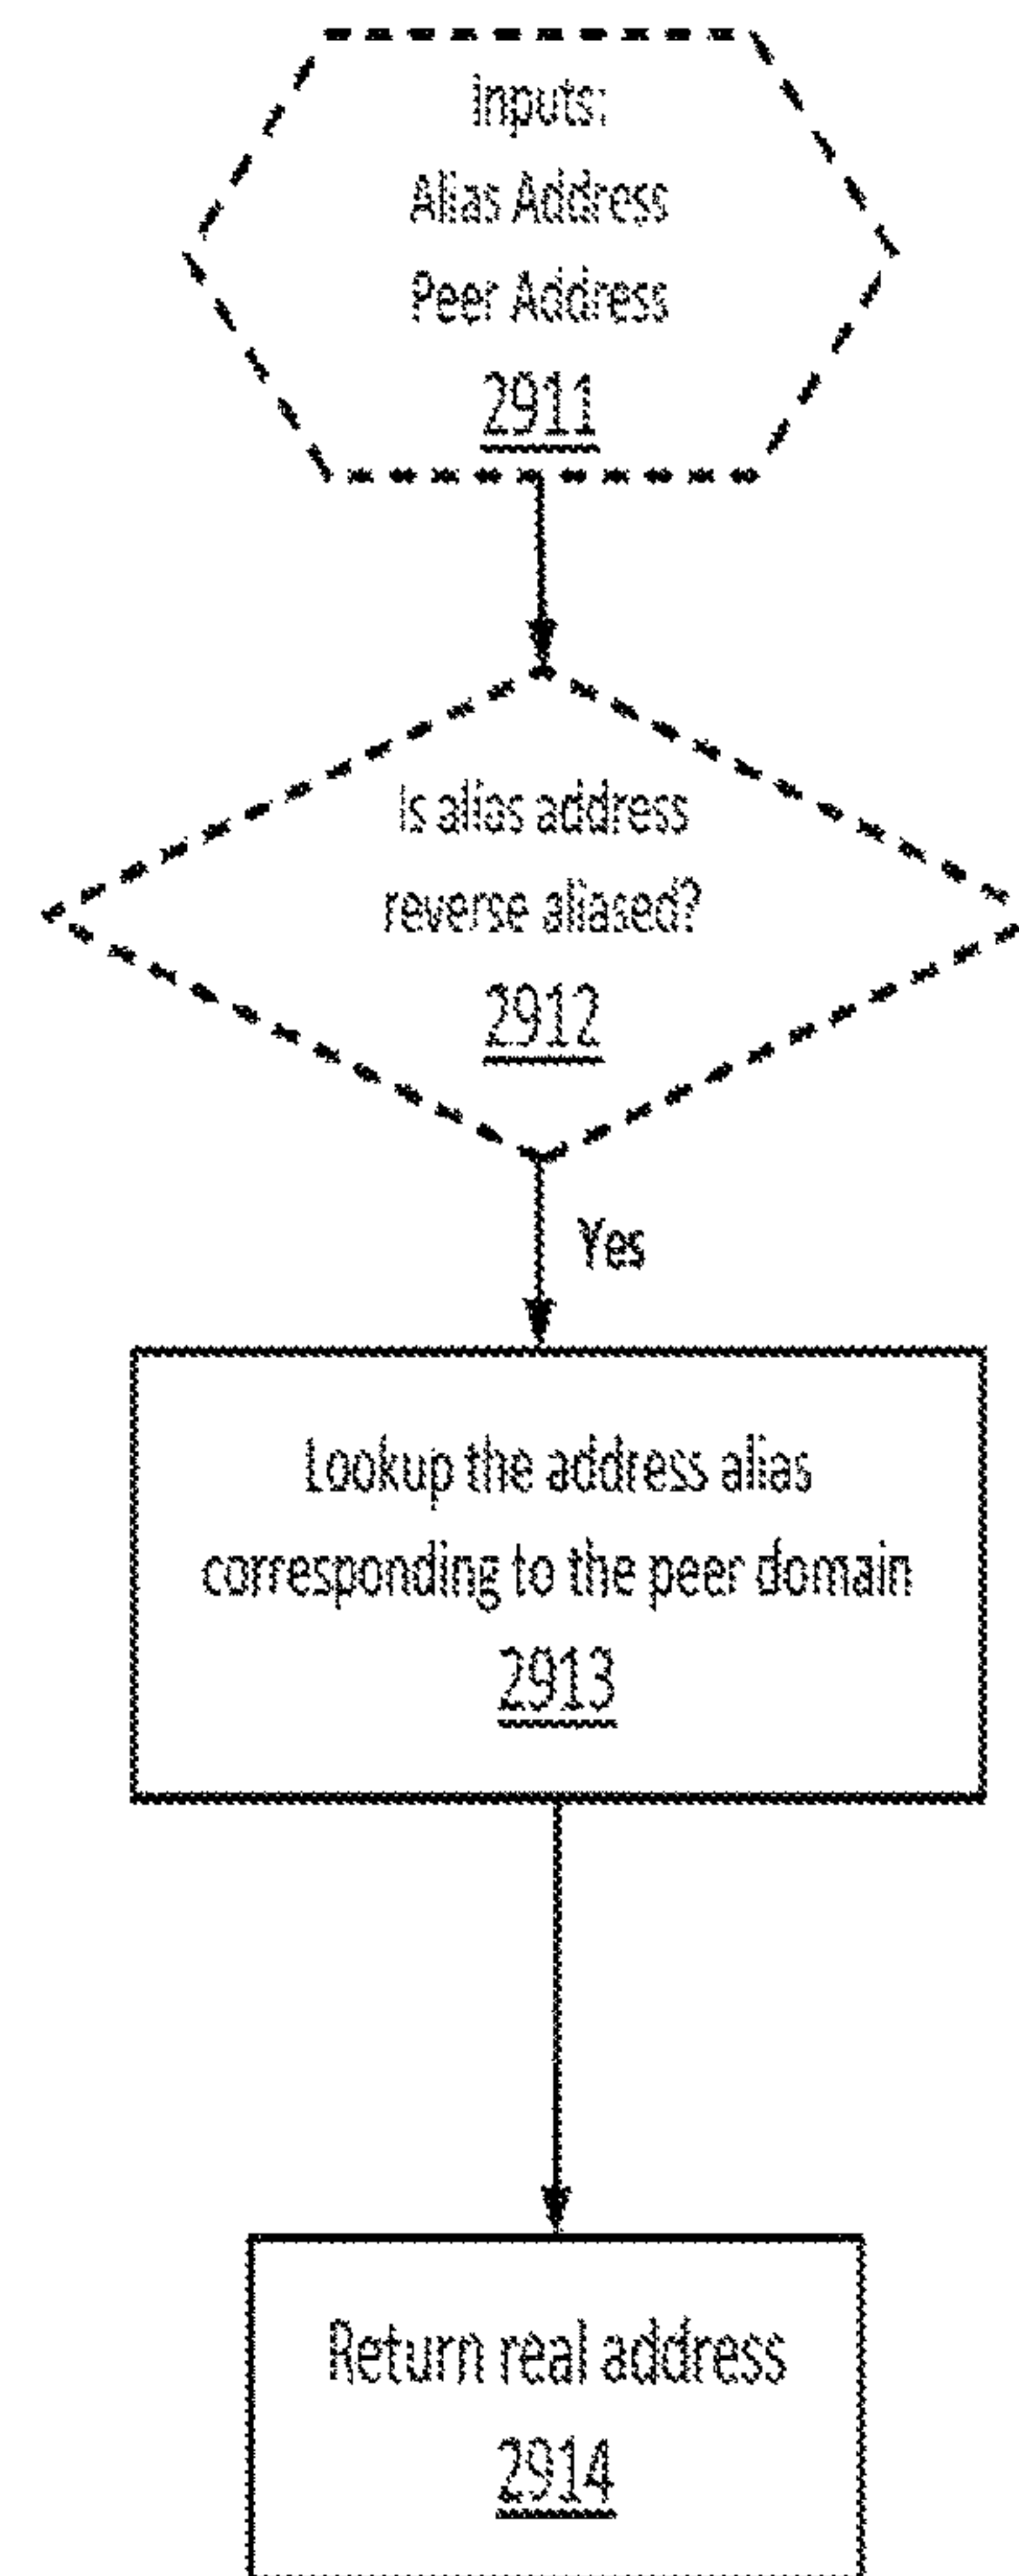 Inputs:
Alias Address
Peer Address
2911
Is alias address
reverse aliased?
2912
Yes
Lookup the address alias
corresponding to the peer domain
2913
Return real address
2914